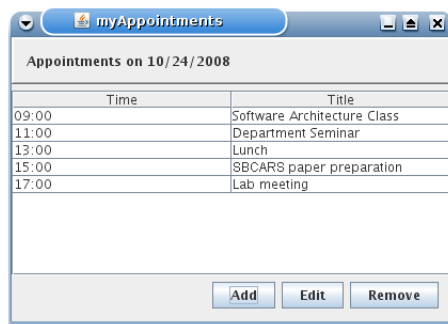 myAppointments
Appointments on 10/24/2008
Time Title
09:00 Software Architecture Class
11:00 Department Seminar
13:00 Lunch
15:00 SBCARS paper preparation
17:00 Lab meeting
Add Edit Remove